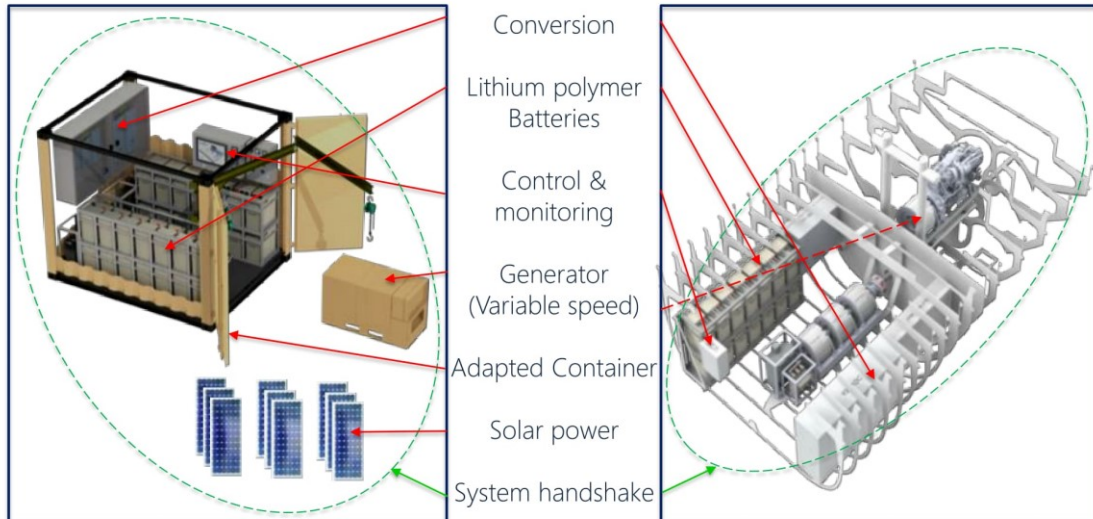 Conversion
Lithium polymer
Batteries
Control &
monitoring
Generator
(Variable speed)
Adapted Container
Solar power
System handshake